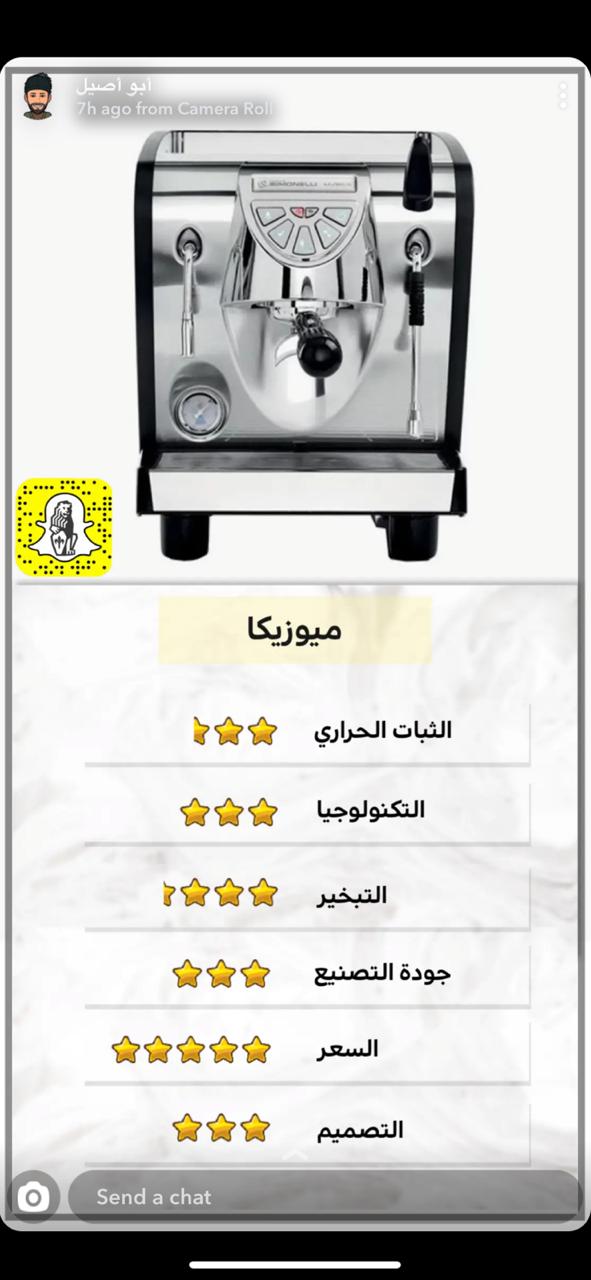 أبو أصيل
7h ago from Camera Roll
SIMONELLI
ميوزيكا
الثبات الحراري
التكنولوجيا
التبخير
جودة التصنيع
السعر
التصميم
Send a chat